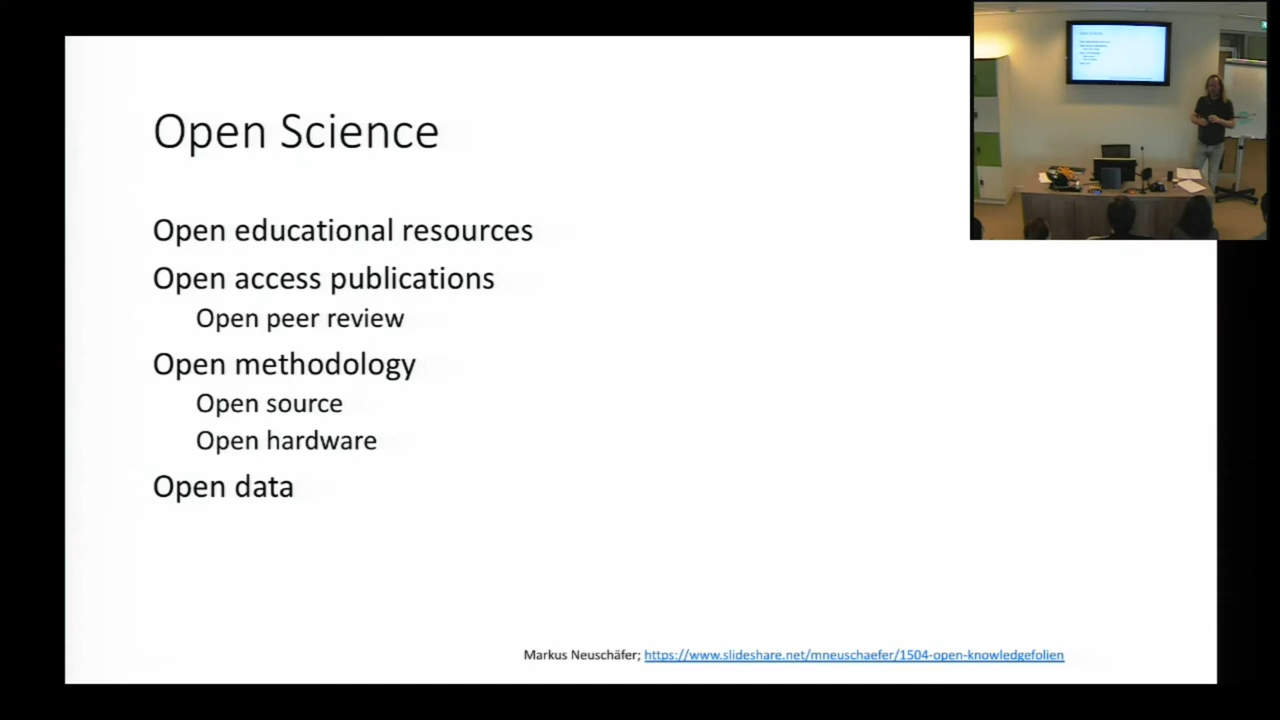 Open Science
Open educational resources
Open access publications
Open peer review
Open methodology
Open source
Open hardware
Open data
Markus Neuschäfer; https://www.slideshare.net/mneuschaefer/1504-open-knowledgefolien